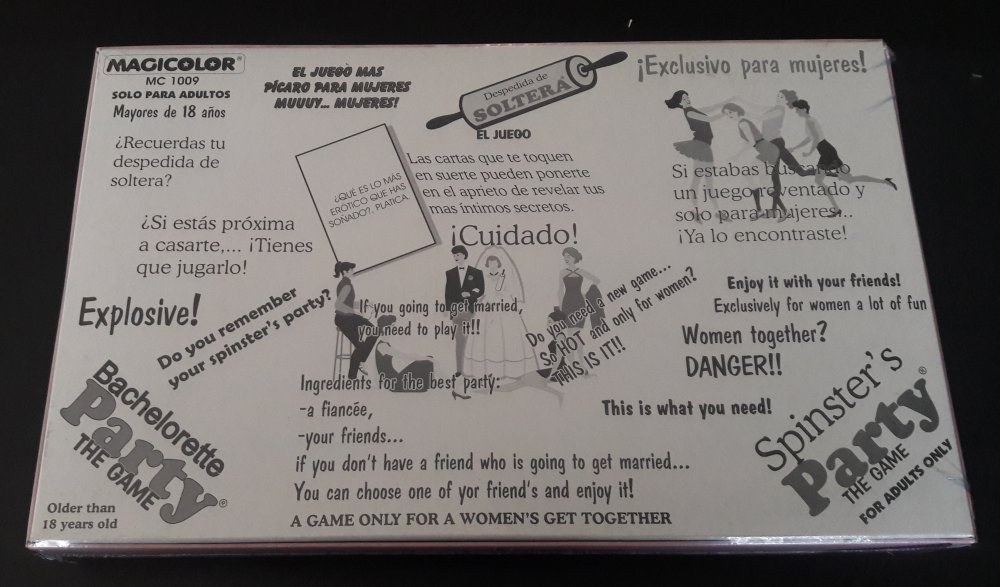 MAGICOLOR®
MC 1009
SOLO PARA ADULTOS
Mayores de 18 años
EL JUEGO MAS
PÍCARO PARA MUJERES
MUUUY... MUJERES!
Despedida de
SOLTERA
EL JUEGO
¡Exclusivo para mujeres!
¿Recuerdas tu
despedida de
soltera?
¿QUÉ ES LO MÁS
ERÓTICO QUE HAS
SOÑADO?. PLATICA.
Las cartas que te toquen
en suerte pueden ponerte
en el aprieto de revelar tus
mas íntimos secretos.
¡Cuidado!
Si estabas buscando
un juego reventado y
solo para mujeres...
¡Ya lo encontraste!
¿Si estás próxima
a casarte,... ¡Tienes
que jugarlo!
Explosive!
Do you remember
your spinster's party?
If you going to get married,
you need to play it!!
Do you need a new game...
So HOT and only for women?
THIS IS IT!!
Enjoy it with your friends!
Exclusively for women a lot of fun
Women together?
DANGER!!
Bachelorette
Party®
THE GAME
Older than
18 years old
Ingredients for the best party:
-a fiancée,
-your friends...
if you don't have a friend who is going to get married...
You can choose one of yor friend's and enjoy it!
A GAME ONLY FOR A WOMEN'S GET TOGETHER
This is what you need!
Spinster's
Party®
THE GAME
FOR ADULTS ONLY